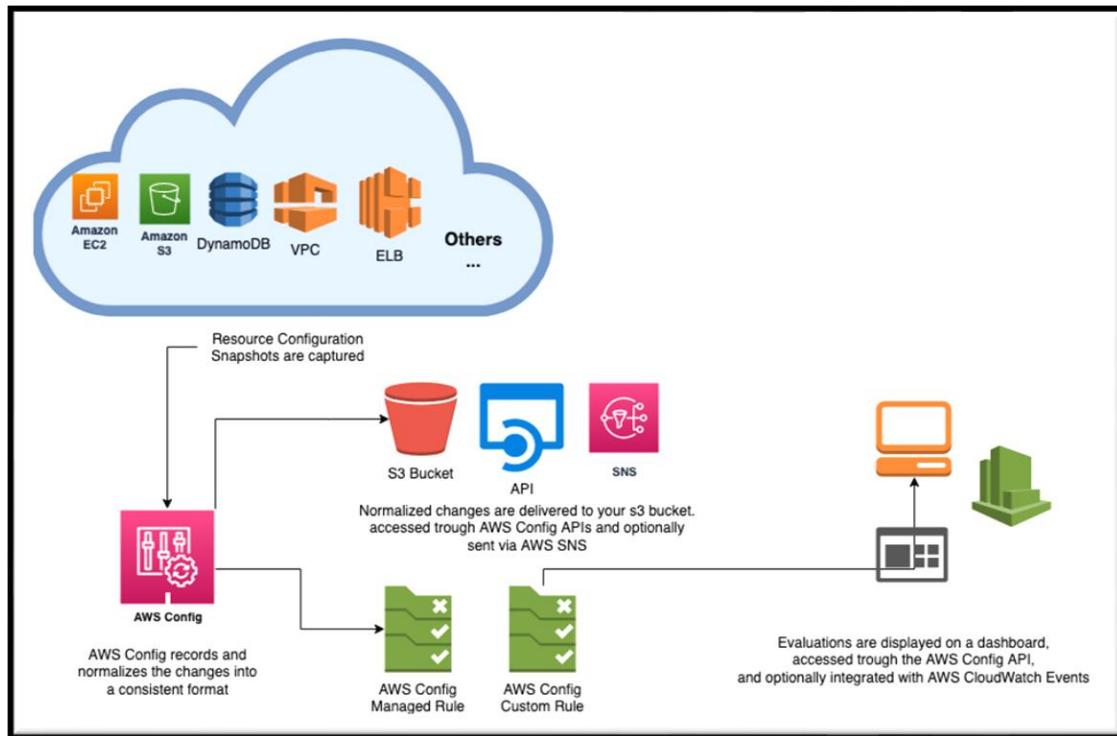 Amazon
EC2
Amazon
S3
DynamoDB
VPC
ELB
Others
...
Resource Configuration
Snapshots are captured
S3 Bucket
API
SNS
Normalized changes are delivered to your s3 bucket.
accessed trough AWS Config APIs and optionally
sent via AWS SNS
AWS Config
AWS Config records and
normalizes the changes into
a consistent format
AWS Config
Managed Rule
AWS Config
Custom Rule
Evaluations are displayed on a dashboard,
accessed trough the AWS Config API,
and optionally integrated with AWS CloudWatch Events